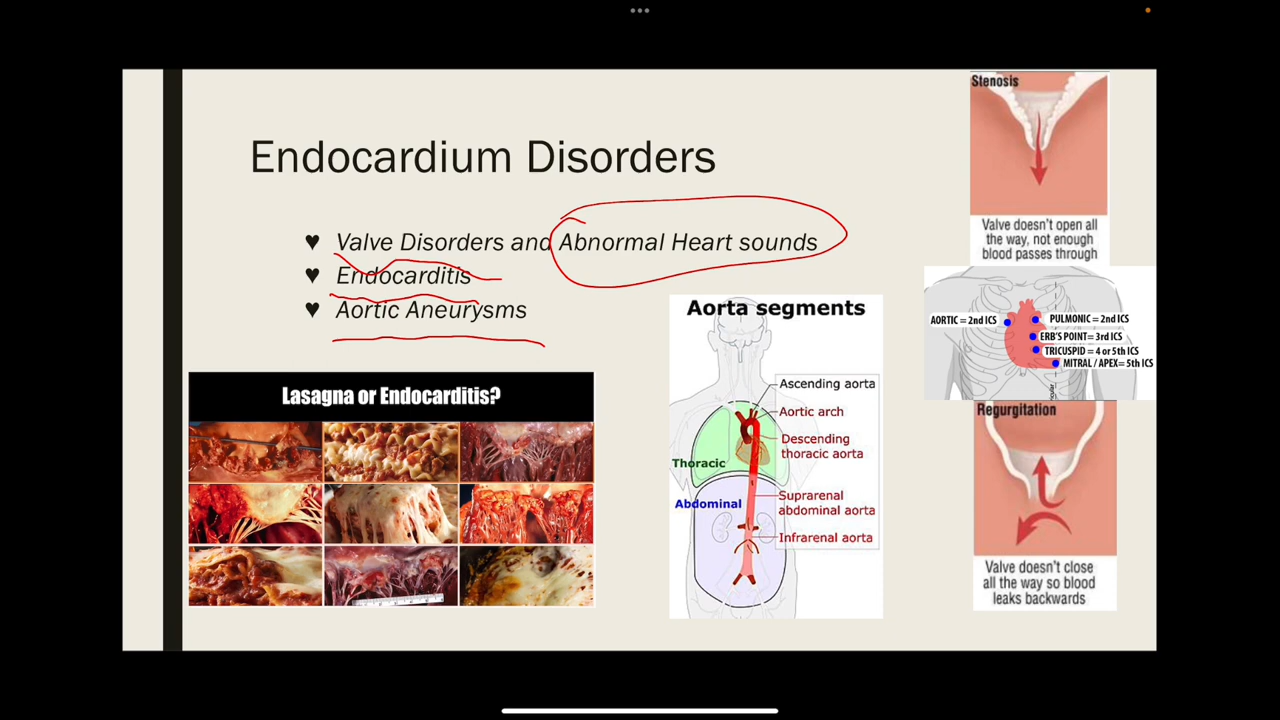 Endocardium Disorders
♥ Valve Disorders and Abnormal Heart sounds
♥ Endocarditis
♥ Aortic Aneurysms
Lasagna or Endocarditis?
Aorta segments
Ascending aorta
Aortic arch
Descending
thoracic aorta
Thoracic
Abdominal
Suprarenal
abdominal aorta
Infrarenal aorta
Stenosis
Valve doesn't open all
the way, not enough
blood passes through
AORTIC = 2nd ICS
PULMONIC = 2nd ICS
ERB'S POINT= 3rd ICS
TRICUSPID = 4 or 5th ICS
MITRAL / APEX= 5th ICS
Regurgitation
Valve doesn't close
all the way so blood
leaks backwards